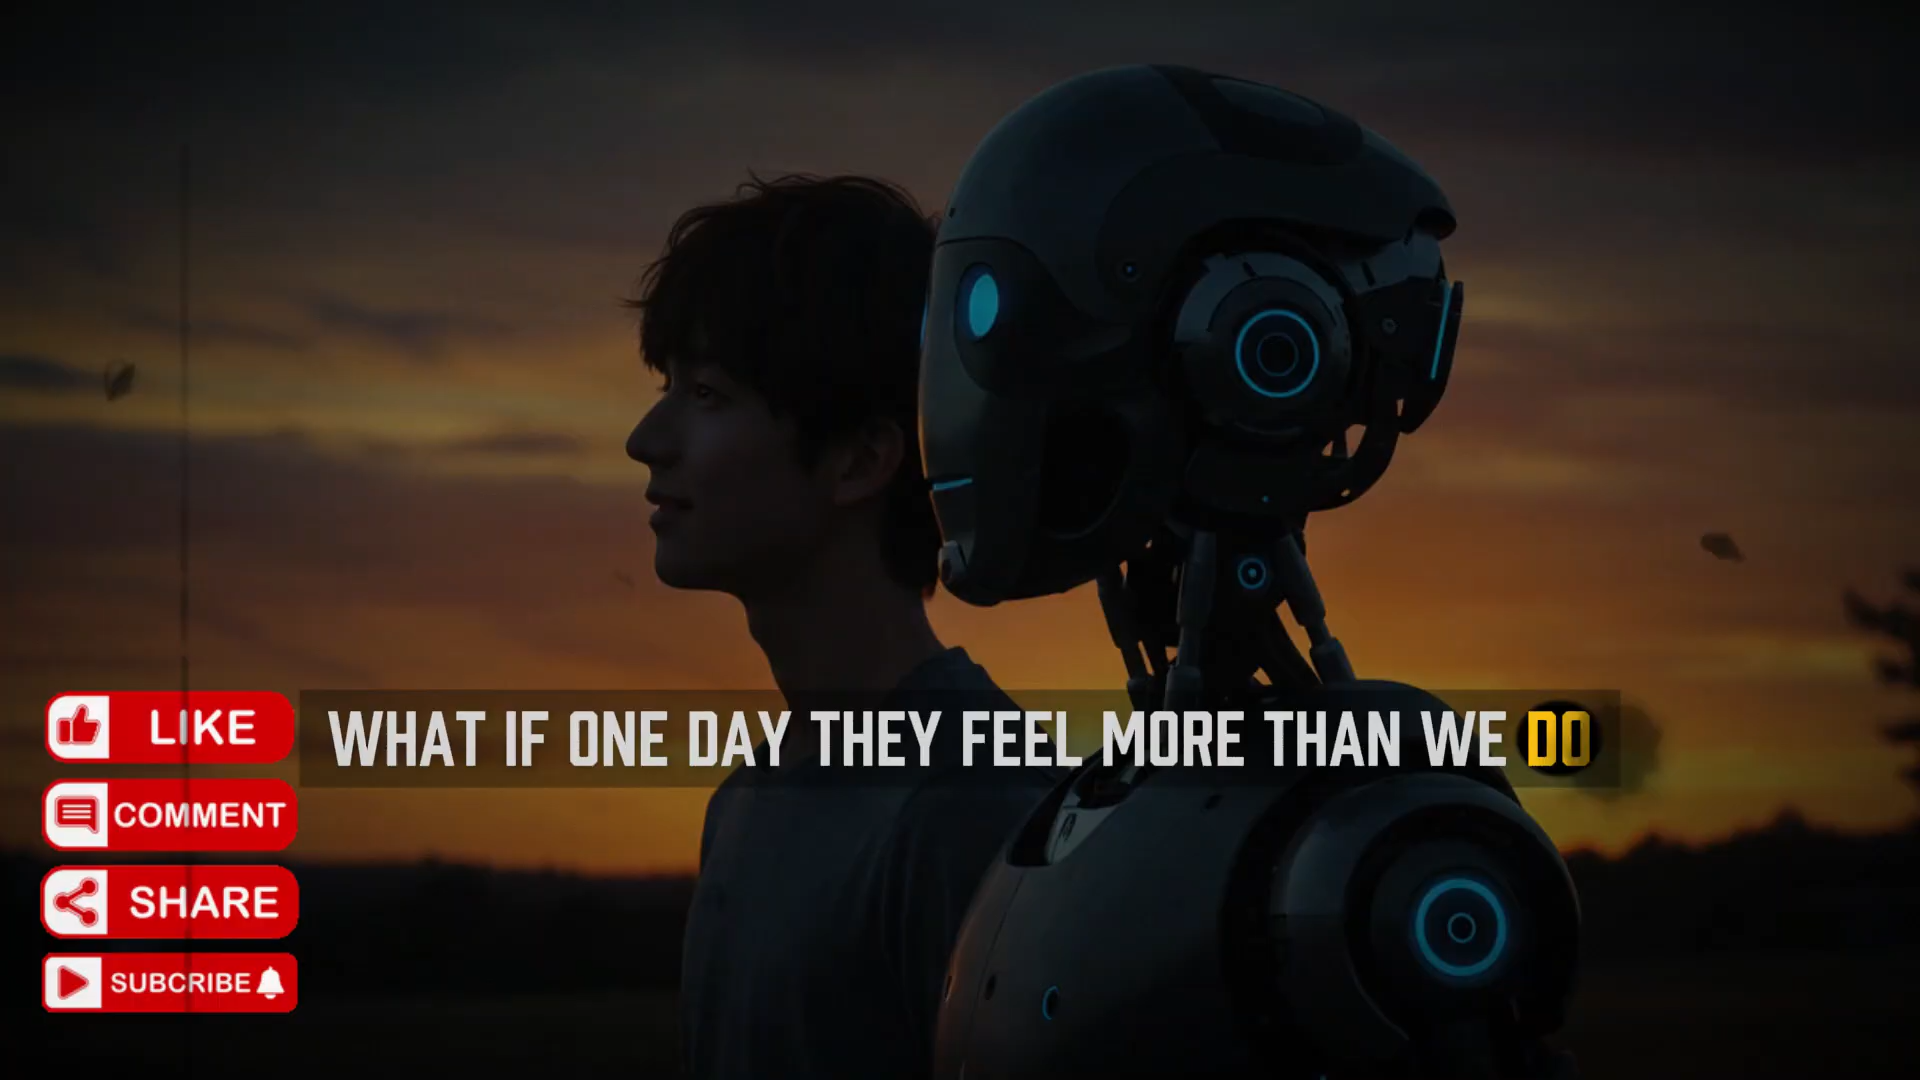 LIKE
WHAT IF ONE DAY THEY FEEL MORE THAN WE DO
COMMENT
SHARE
SUBCRIBE